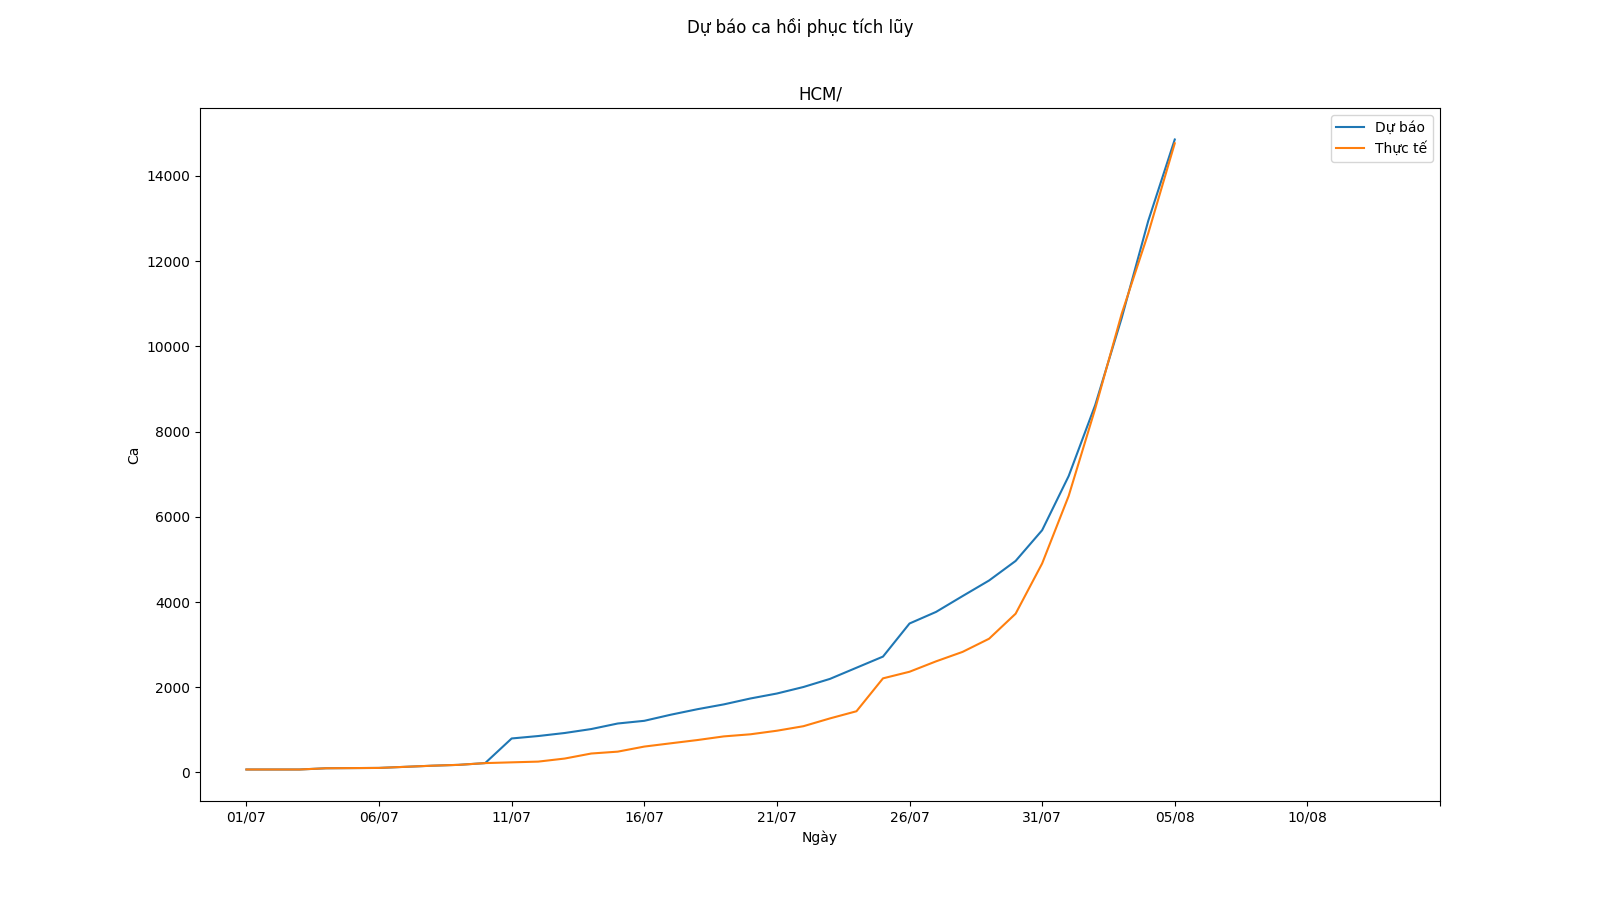 Dự báo ca hồi phục tích lũy
HCM/
Dự báo
Thực tế
14000
12000
10000
8000
6000
4000
2000
0
Ca
01/07 06/07 11/07 16/07 21/07 26/07 31/07 05/08 10/08
Ngày